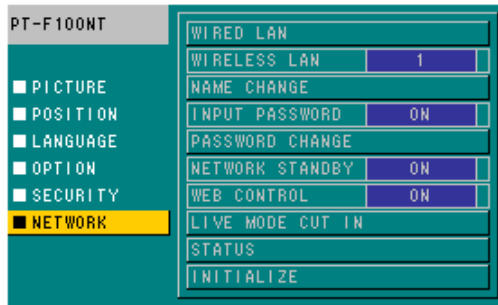 PT-F100NT
PICTURE
POSITION
LANGUAGE
OPTION
SECURITY
NETWORK
WIRED LAN
WIRELESS LAN 1
NAME CHANGE
INPUT PASSWORD ON
PASSWORD CHANGE
NETWORK STANDBY ON
WEB CONTROL ON
LIVE MODE CUT IN
STATUS
INITIALIZE